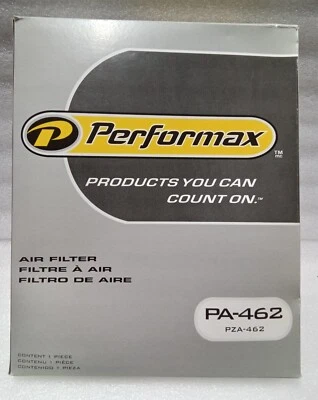 Performax
TM
MC
PRODUCTS YOU CAN
COUNT ON.™
AIR FILTER
FILTRE À AIR
FILTRO DE AIRE
PA-462
PZA-462
CONTENT 1 PIECE
CONTENU 1 PIÈCE
CONTENIDO 1 PIEZA